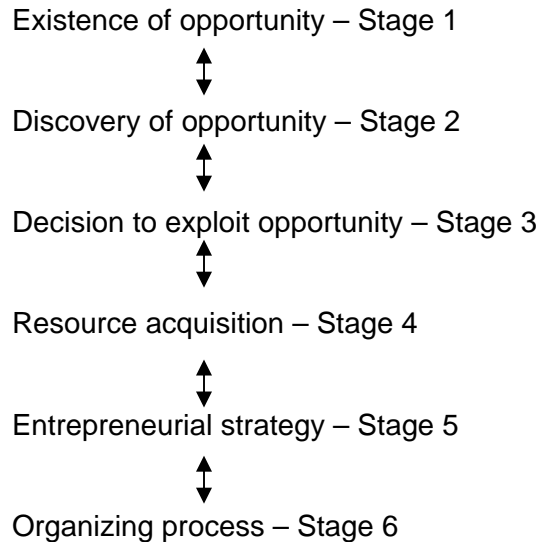 Existence of opportunity – Stage 1
Discovery of opportunity – Stage 2
Decision to exploit opportunity – Stage 3
Resource acquisition – Stage 4
Entrepreneurial strategy – Stage 5
Organizing process – Stage 6